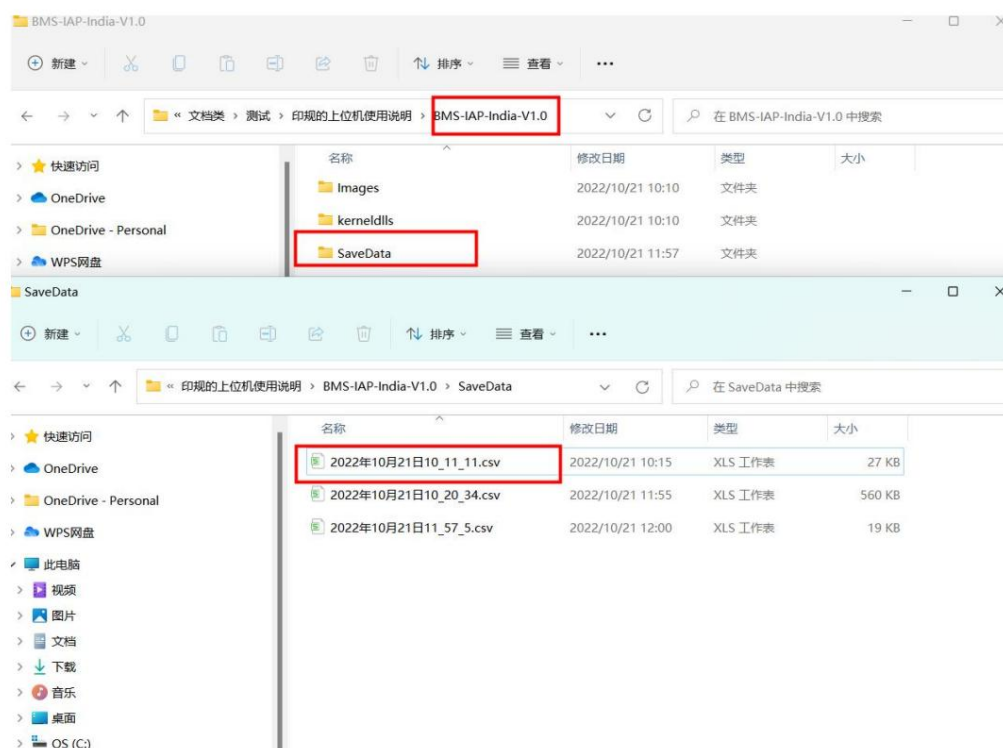 BMS-IAP-India-V1.0
新建 排序 查看 ...
« 文档类 › 测试 › 印规的上位机使用说明 › BMS-IAP-India-V1.0 在 BMS-IAP-India-V1.0 中搜索
名称 修改日期 类型 大小
快速访问
Images 2022/10/21 10:10 文件夹
OneDrive
kerneldlls 2022/10/21 10:10 文件夹
OneDrive - Personal
SaveData 2022/10/21 11:57 文件夹
WPS网盘
SaveData
新建 排序 查看 ...
« 印规的上位机使用说明 › BMS-IAP-India-V1.0 › SaveData 在 SaveData 中搜索
名称 修改日期 类型 大小
快速访问
2022年10月21日10_11_11.csv 2022/10/21 10:15 XLS 工作表 27 KB
OneDrive
2022年10月21日10_20_34.csv 2022/10/21 11:55 XLS 工作表 560 KB
OneDrive - Personal
2022年10月21日11_57_5.csv 2022/10/21 12:00 XLS 工作表 19 KB
WPS网盘
此电脑
视频
图片
文档
下载
音乐
桌面
OS (C:)